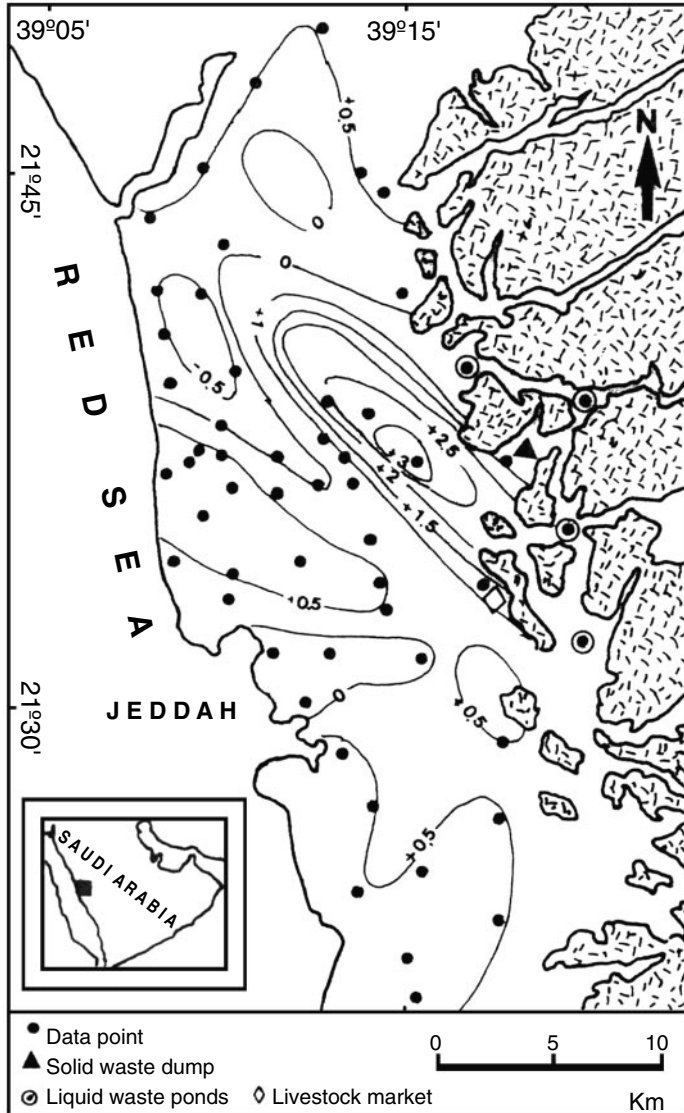 39º05'
39º15'
21º45'
21º30'
N
+0.5
0
0
+1
-0.5
+2.5
+3
+2
+1.5
+0.5
0
+0.5
+0.5
RED SEA
JEDDAH
SAUDI ARABIA
Data point
Solid waste dump
Liquid waste ponds
Livestock market
0 5 10
Km